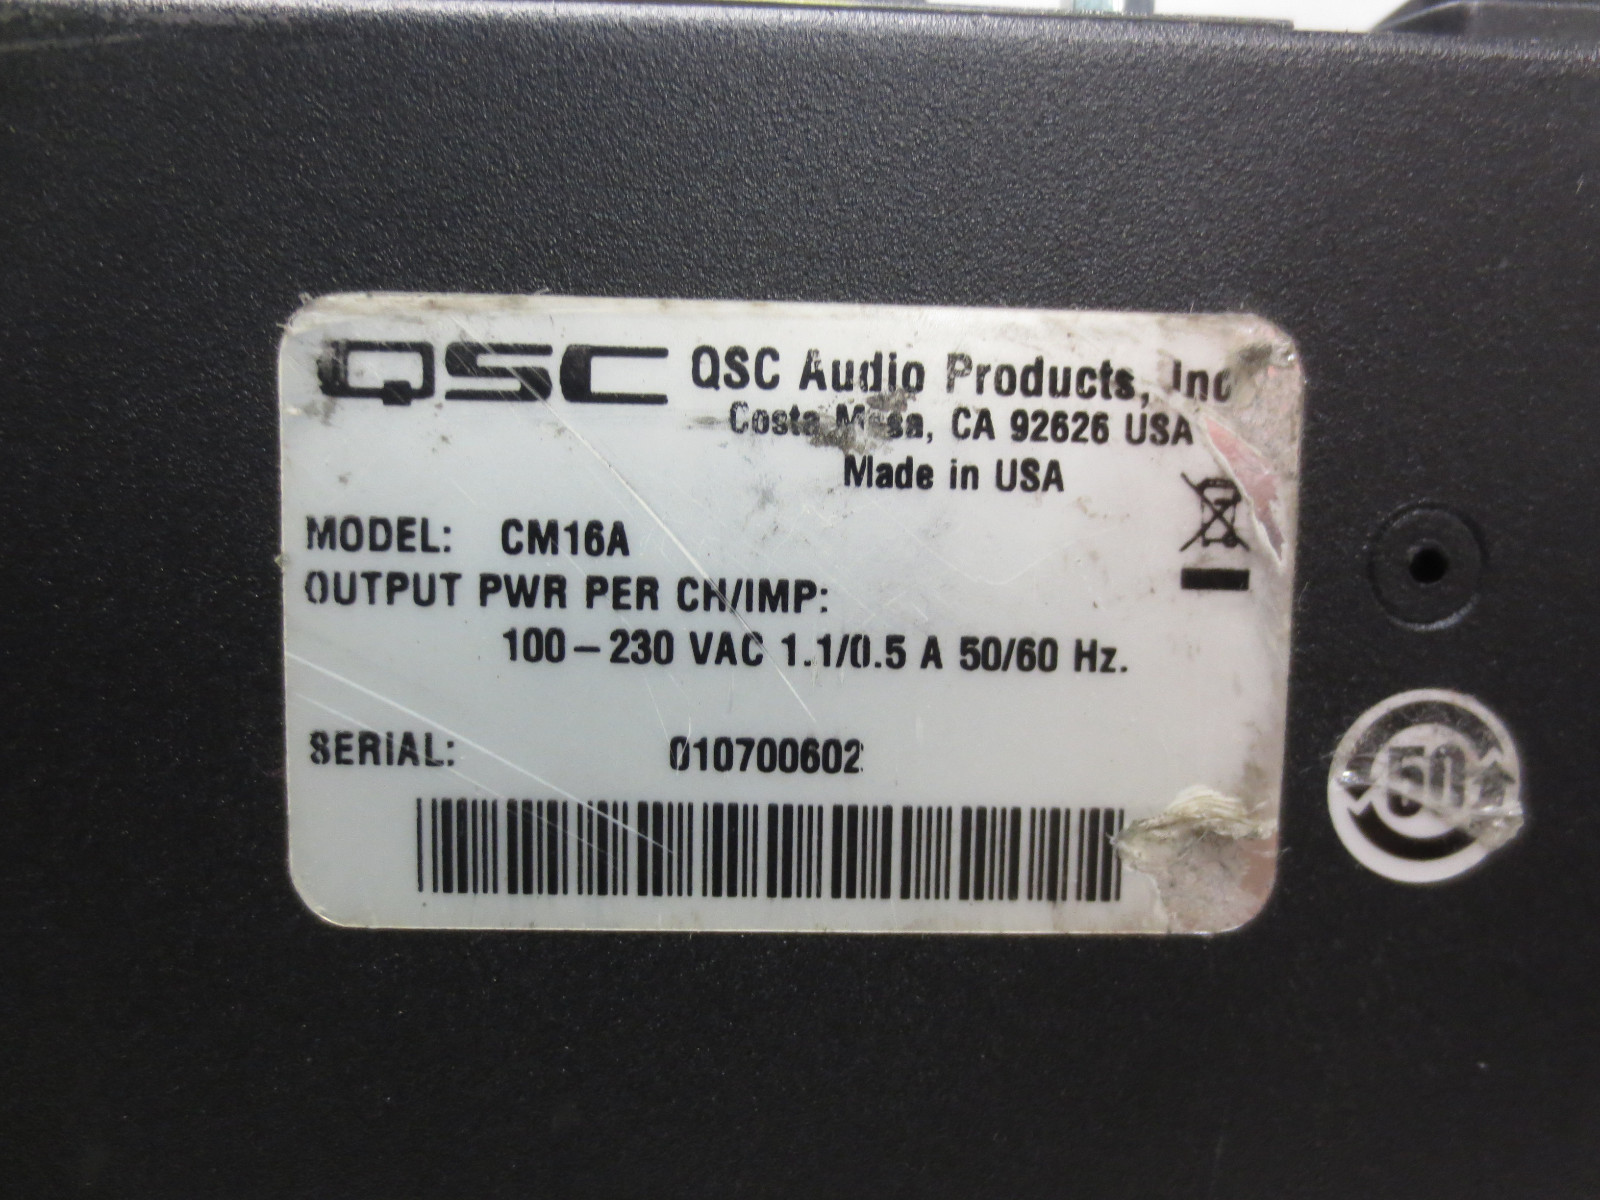 QSC QSC Audio Products, Inc
Costa Mesa, CA 92626 USA
Made in USA
MODEL: CM16A
OUTPUT PWR PER CH/IMP:
100-230 VAC 1.1/0.5 A 50/60 Hz.
SERIAL: 010700602
50